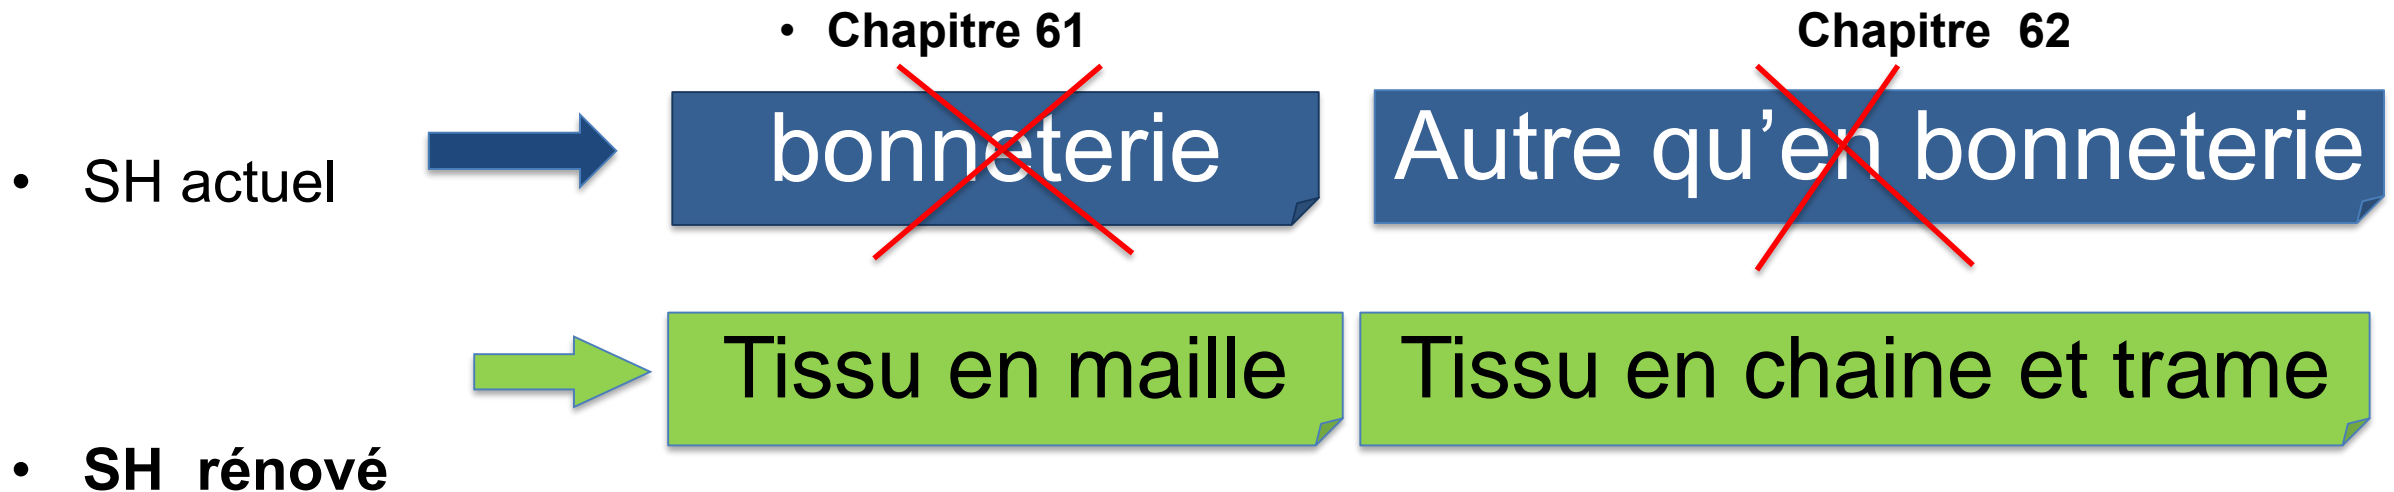 • Chapitre 61
Chapitre 62
bonneterie
Autre qu’en bonneterie
• SH actuel
Tissu en maille
Tissu en chaine et trame
• SH rénové